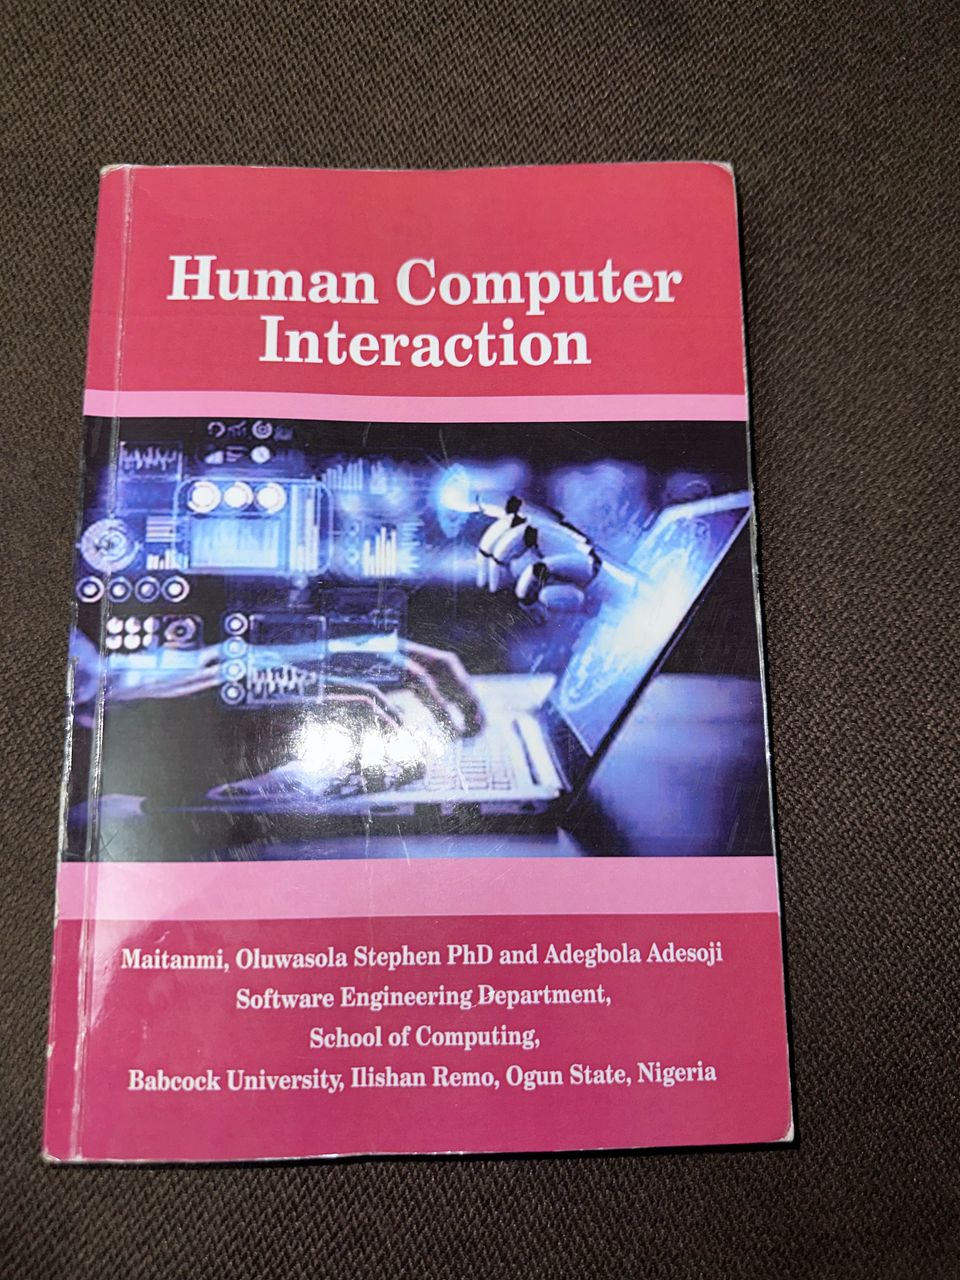 Human Computer
Interaction
Maitanmi, Oluwasola Stephen PhD and Adegbola Adesoji
Software Engineering Department,
School of Computing,
Babcock University, Ilishan Remo, Ogun State, Nigeria